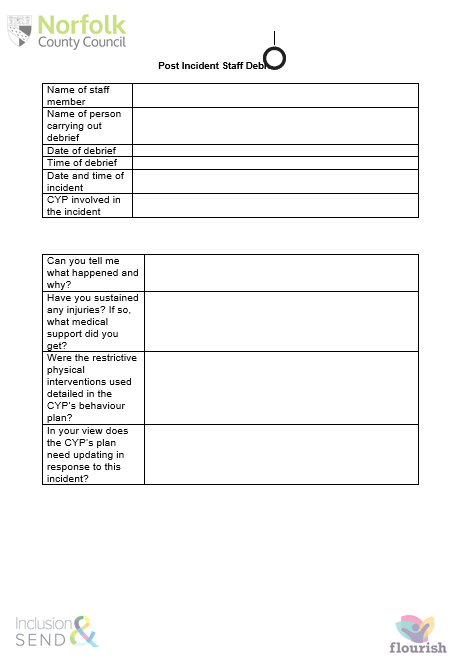 Norfolk
County Council
Post Incident Staff
Name of staff
member
Name of person
carrying out
debrief
Date of debrief
Time of debrief
Date and time of
incident
CYP involved in
the incident
Can you tell me
what happened and
why?
Have you sustained
any injuries? If so,
what medical
support did you
get?
Were the restrictive
physical
interventions used
detailed in the
CYP's behaviour
plan?
In your view does
the CYP's plan
need updating in
response to this
incident?
Inclusion &
SEND
flourish